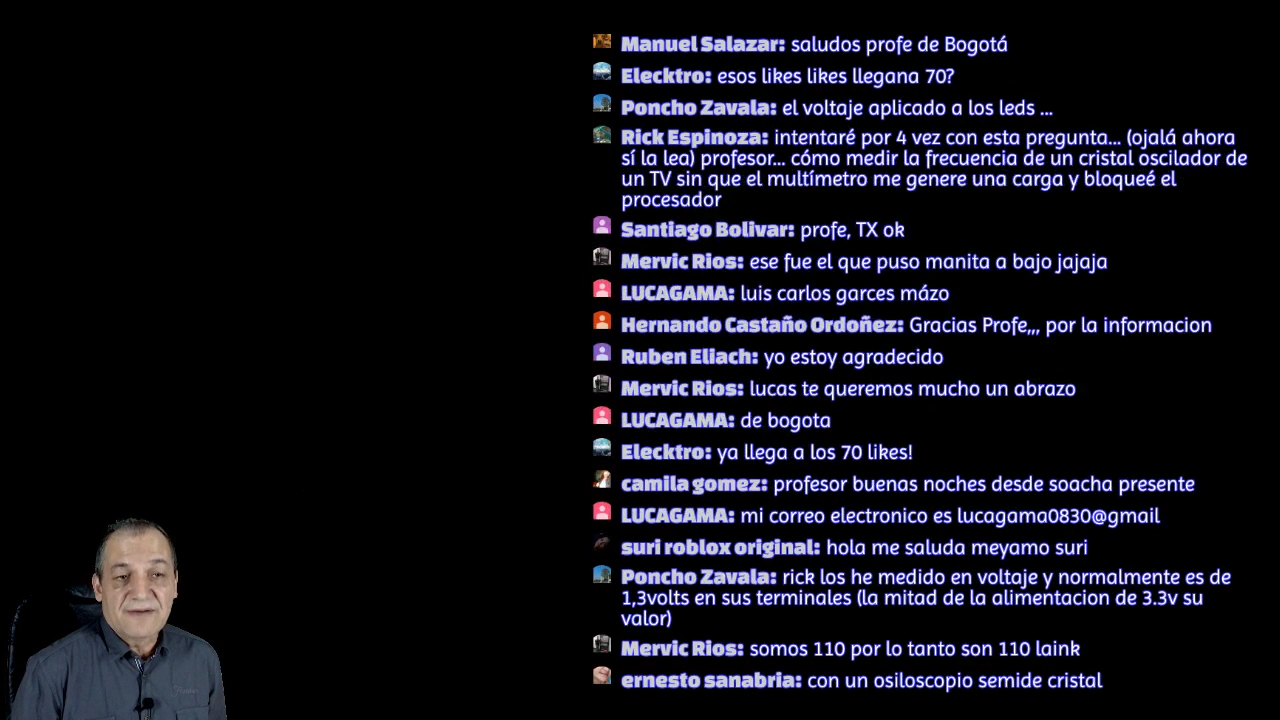 Manuel Salazar: saludos profe de Bogotá
Elecktro: esos likes likes llegana 70?
Poncho Zavala: el voltaje aplicado a los leds ...
Rick Espinoza: intentaré por 4 vez con esta pregunta... (ojalá ahora
sí la lea) profesor... cómo medir la frecuencia de un cristal oscilador de
un TV sin que el multímetro me genere una carga y bloqueé el
procesador
Santiago Bolivar: profe, TX ok
Mervic Rios: ese fue el que puso manita a bajo jajaja
LUCAGAMA: luis carlos garces mázo
Hernando Castaño Ordoñez: Gracias Profe,,, por la informacion
Ruben Eliach: yo estoy agradecido
Mervic Rios: lucas te queremos mucho un abrazo
LUCAGAMA: de bogota
Elecktro: ya llega a los 70 likes!
camila gomez: profesor buenas noches desde soacha presente
LUCAGAMA: mi correo electronico es lucagama0830@gmail
suri roblox original: hola me saluda meyamo suri
Poncho Zavala: rick los he medido en voltaje y normalmente es de
1,3volts en sus terminales (la mitad de la alimentacion de 3.3v su
valor)
Mervic Rios: somos 110 por lo tanto son 110 laink
ernesto sanabria: con un osiloscopio semide cristal